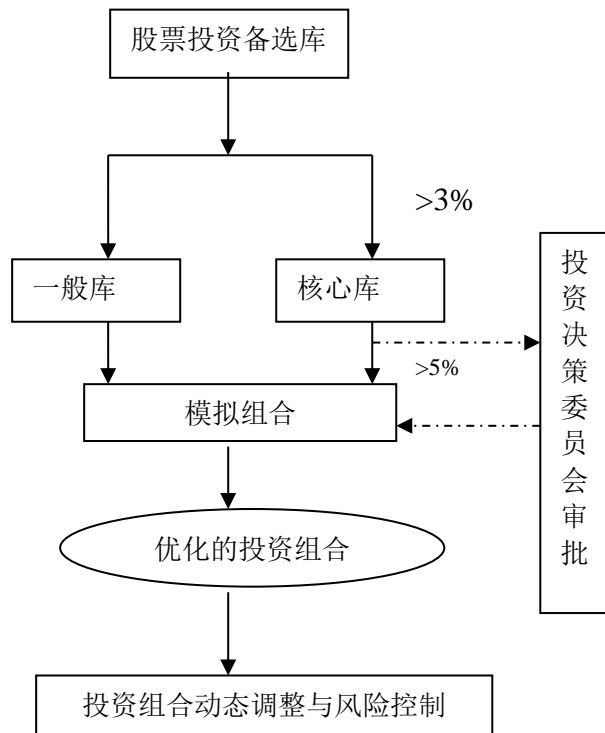 股票投资备选库
>3%
一般库
核心库
投资决策委员会审批
>5%
模拟组合
优化的投资组合
投资组合动态调整与风险控制